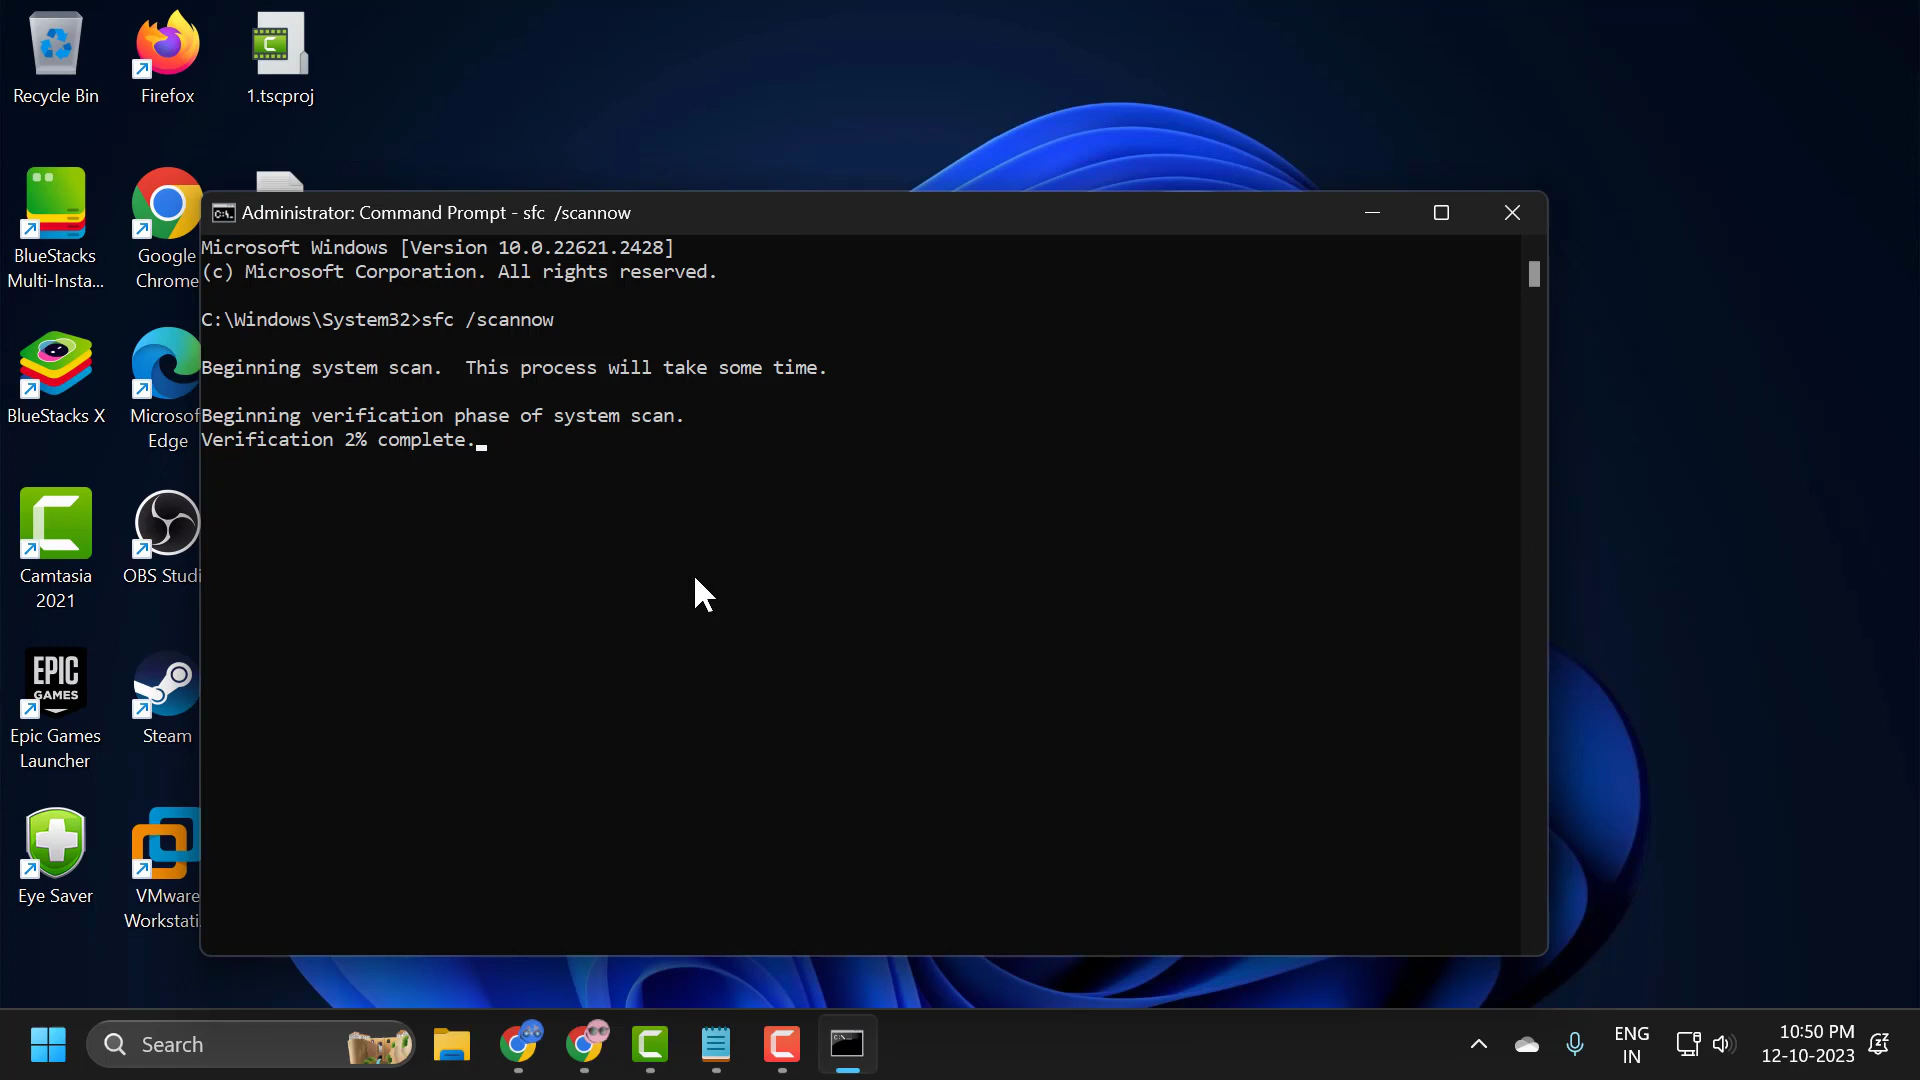 Recycle Bin
Firefox
1.tscproj
BlueStacks
Multi-Insta...
Google
Chrome
BlueStacks X
Microsof
Edge
Camtasia
2021
OBS Studi
EPIC
GAMES
Epic Games
Launcher
Steam
Eye Saver
VMware
Workstati
Administrator: Command Prompt - sfc  /scannow
Microsoft Windows [Version 10.0.22621.2428]
(c) Microsoft Corporation. All rights reserved.
C:\Windows\System32>sfc /scannow
Beginning system scan.  This process will take some time.
Beginning verification phase of system scan.
Verification 2% complete.
Search
ENG
IN
10:50 PM
12-10-2023